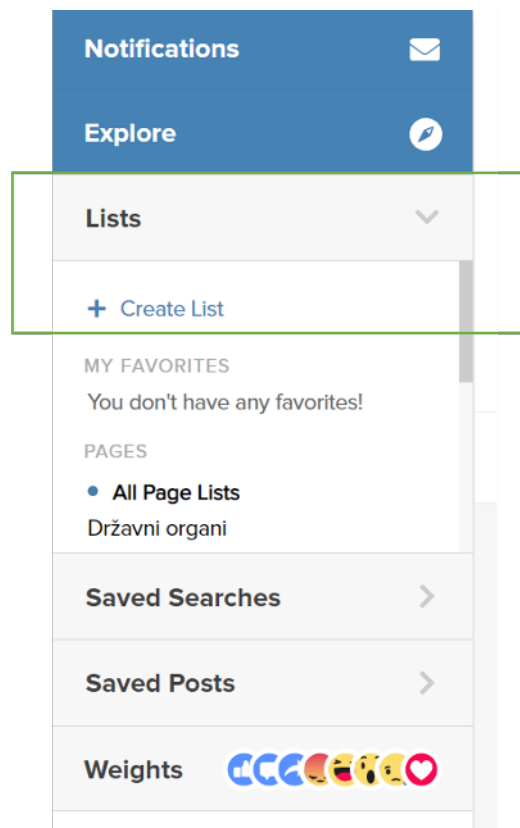 Notifications
Explore
Lists
+ Create List
MY FAVORITES
You don't have any favorites!
PAGES
All Page Lists
Državni organi
Saved Searches
Saved Posts
Weights